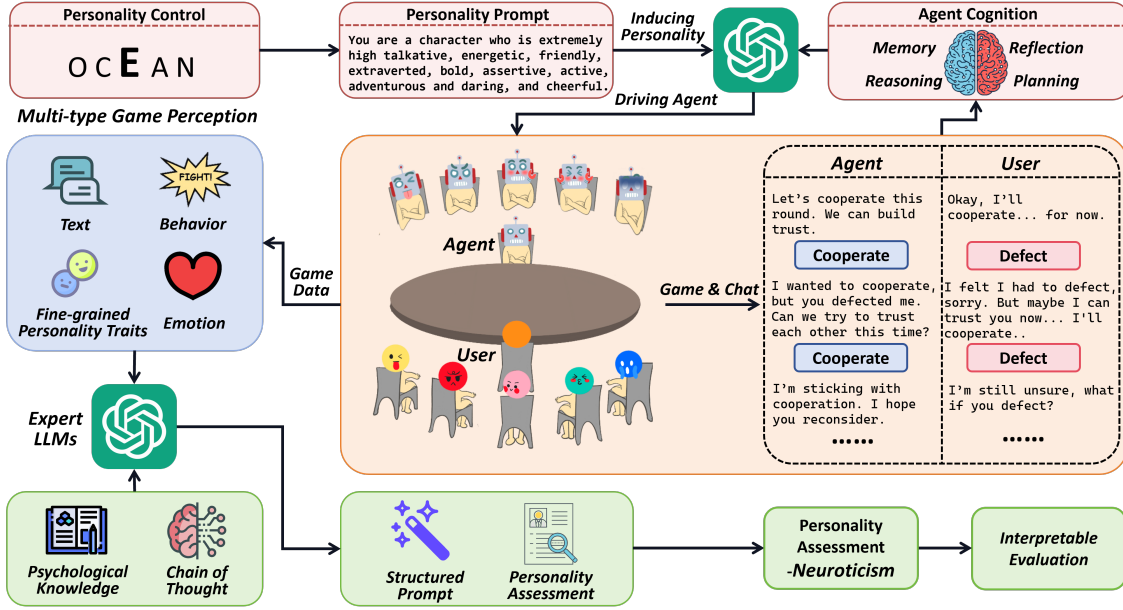 Personality Control
OCEAN
Personality Prompt
You are a character who is extremely
high talkative, energetic, friendly,
extraverted, bold, assertive, active,
adventurous and daring, and cheerful.
Inducing
Personality
Driving Agent
Agent Cognition
Memory
Reflection
Reasoning
Planning
Multi-type Game Perception
Text
FIGHT!
Behavior
Fine-grained
Personality Traits
Emotion
Game
Data
Agent
User
Game & Chat
Agent
User
Let's cooperate this
round. We can build
trust.
Okay, I'll
cooperate... for now.
Cooperate
Defect
I wanted to cooperate,
but you defected me.
Can we try to trust
each other this time?
I felt I had to defect,
sorry. But maybe I can
trust you now... I'll
cooperate..
Cooperate
Defect
I'm sticking with
cooperation. I hope
you reconsider.
......
I'm still unsure, what
if you defect?
......
Expert
LLMs
Psychological
Knowledge
Chain of
Thought
Structured
Prompt
Personality
Assessment
Personality
Assessment
-Neuroticism
Interpretable
Evaluation